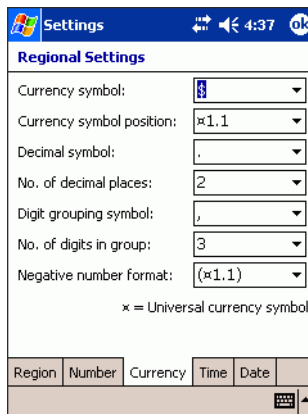 Settings 4:37 ok
Regional Settings
Currency symbol: $
Currency symbol position: ¤1.1
Decimal symbol: .
No. of decimal places: 2
Digit grouping symbol: ,
No. of digits in group: 3
Negative number format: (¤1.1)
¤ = Universal currency symbol
Region Number Currency Time Date